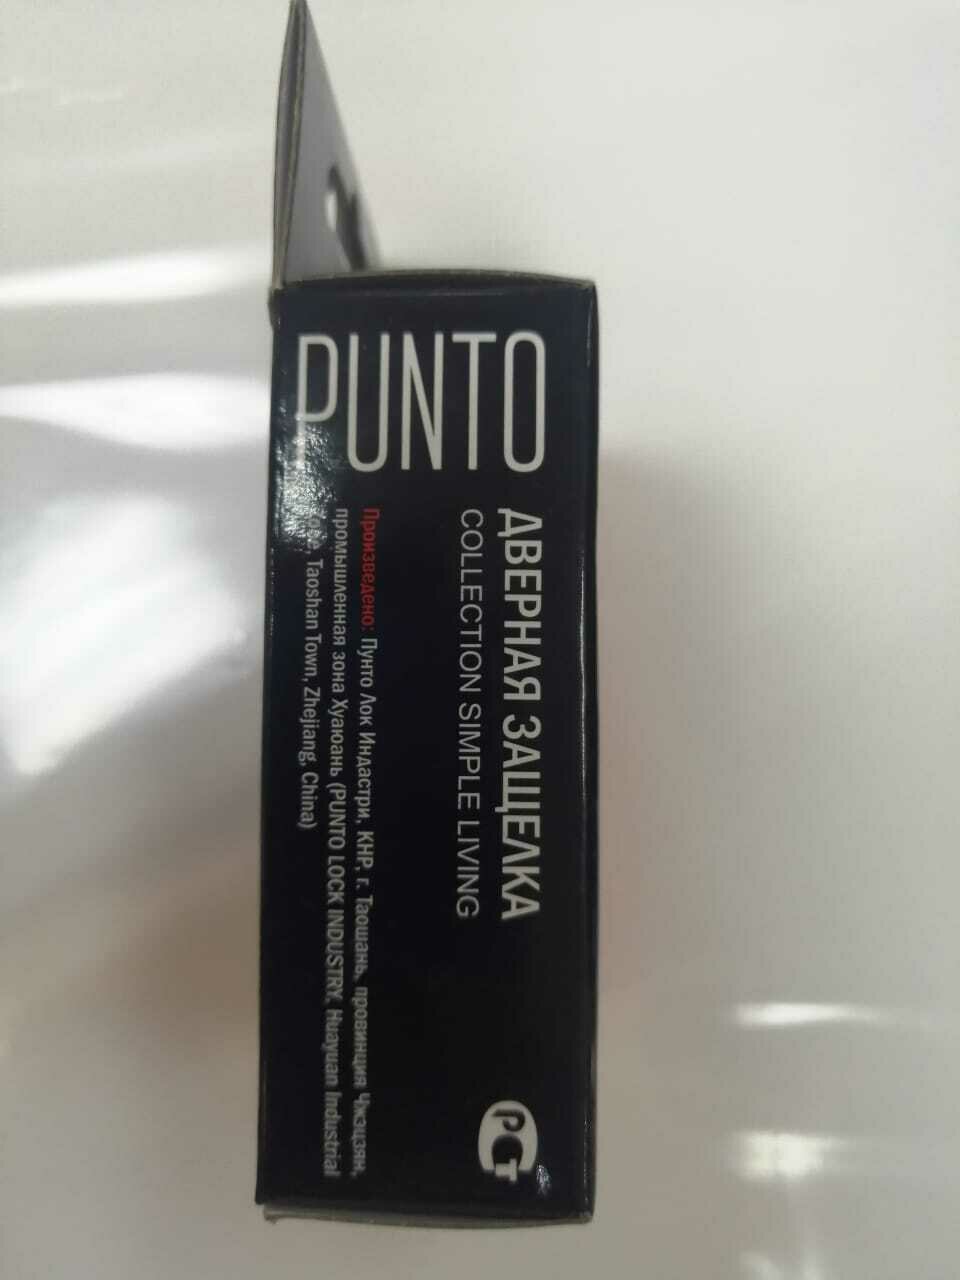 PUNTO
ДВЕРНАЯ ЗАЩЕЛКА
COLLECTION SIMPLE LIVING
Произведено: Пунто Лок Индастри, КНР, г. Таошань, провинция Чжэцзян,
промышленная зона Хуаюань (PUNTO LOCK INDUSTRY, Huayuan Industrial
Taoshan Town, Zhejiang, China)
РСТ